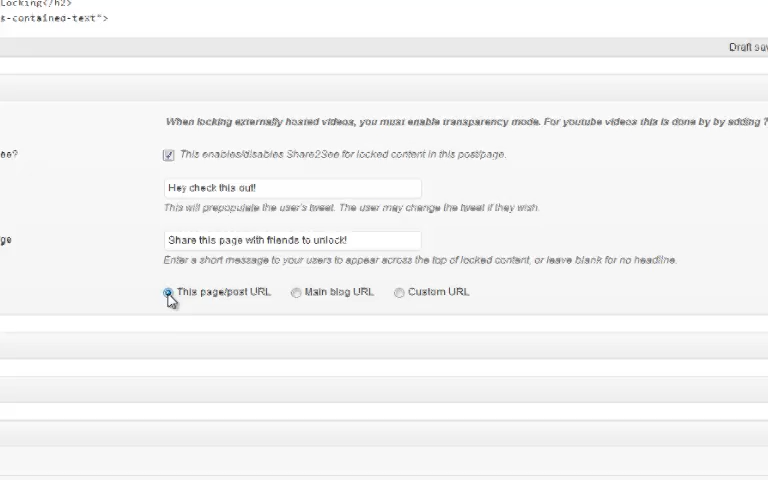 Locking</h2>
s-contained-text">
Draft sav
When locking externally hosted videos, you must enable transparency mode. For youtube videos this is done by by adding ?
ee?
This enables/disables Share2See for locked content in this post/page.
Hey check this out!
This will prepopulate the user's tweet. The user may change the tweet if they wish.
ge
Share this page with friends to unlock!
Enter a short message to your users to appear across the top of locked content, or leave blank for no headline.
This page/post URL Main blog URL Custom URL